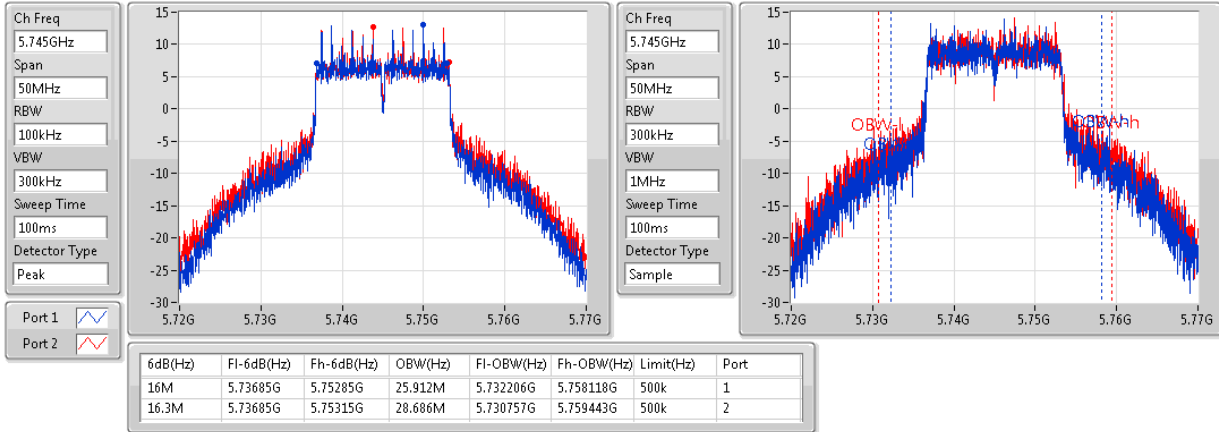 Ch Freq
5.745GHz
Span
50MHz
RBW
100kHz
VBW
300kHz
Sweep Time
100ms
Detector Type
Peak
Port 1
Port 2
15
10
5
0
-5
-10
-15
-20
-25
-30
5.72G 5.73G 5.74G 5.75G 5.76G 5.77G
Ch Freq
5.745GHz
Span
50MHz
RBW
300kHz
VBW
1MHz
Sweep Time
100ms
Detector Type
Sample
15
10
5
0
-5
-10
-15
-20
-25
-30
5.72G 5.73G 5.74G 5.75G 5.76G 5.77G
6dB(Hz) Fl-6dB(Hz) Fh-6dB(Hz) OBW(Hz) Fl-OBW(Hz) Fh-OBW(Hz) Limit(Hz) Port
16M 5.73685G 5.75285G 25.912M 5.732206G 5.758118G 500k 1
16.3M 5.73685G 5.75315G 28.686M 5.730757G 5.759443G 500k 2